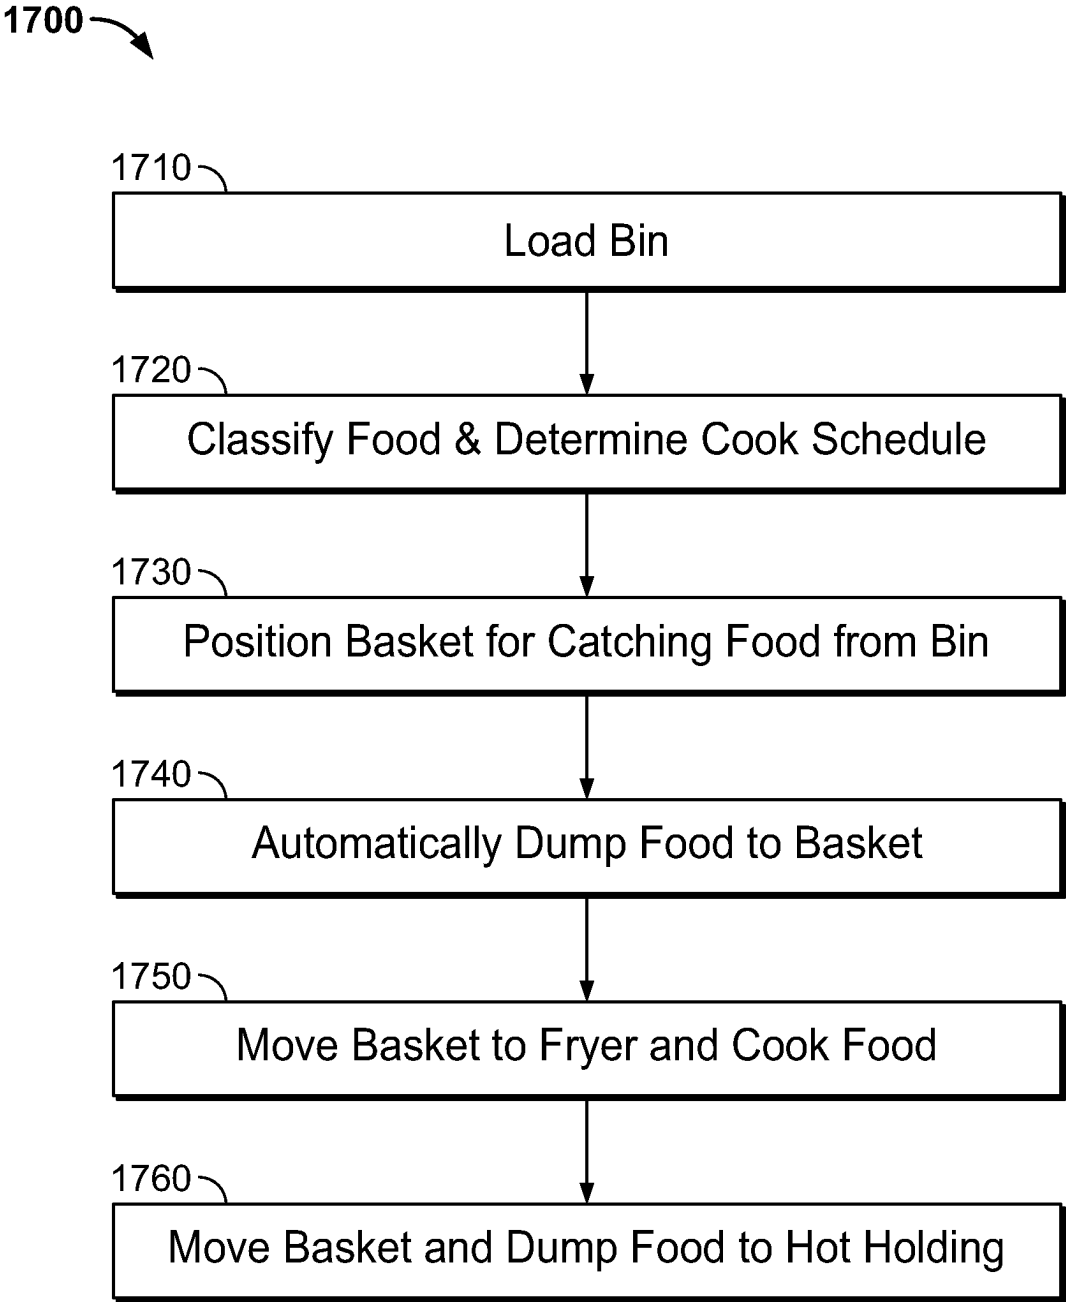 1700
1710
Load Bin
1720
Classify Food & Determine Cook Schedule
1730
Position Basket for Catching Food from Bin
1740
Automatically Dump Food to Basket
1750
Move Basket to Fryer and Cook Food
1760
Move Basket and Dump Food to Hot Holding